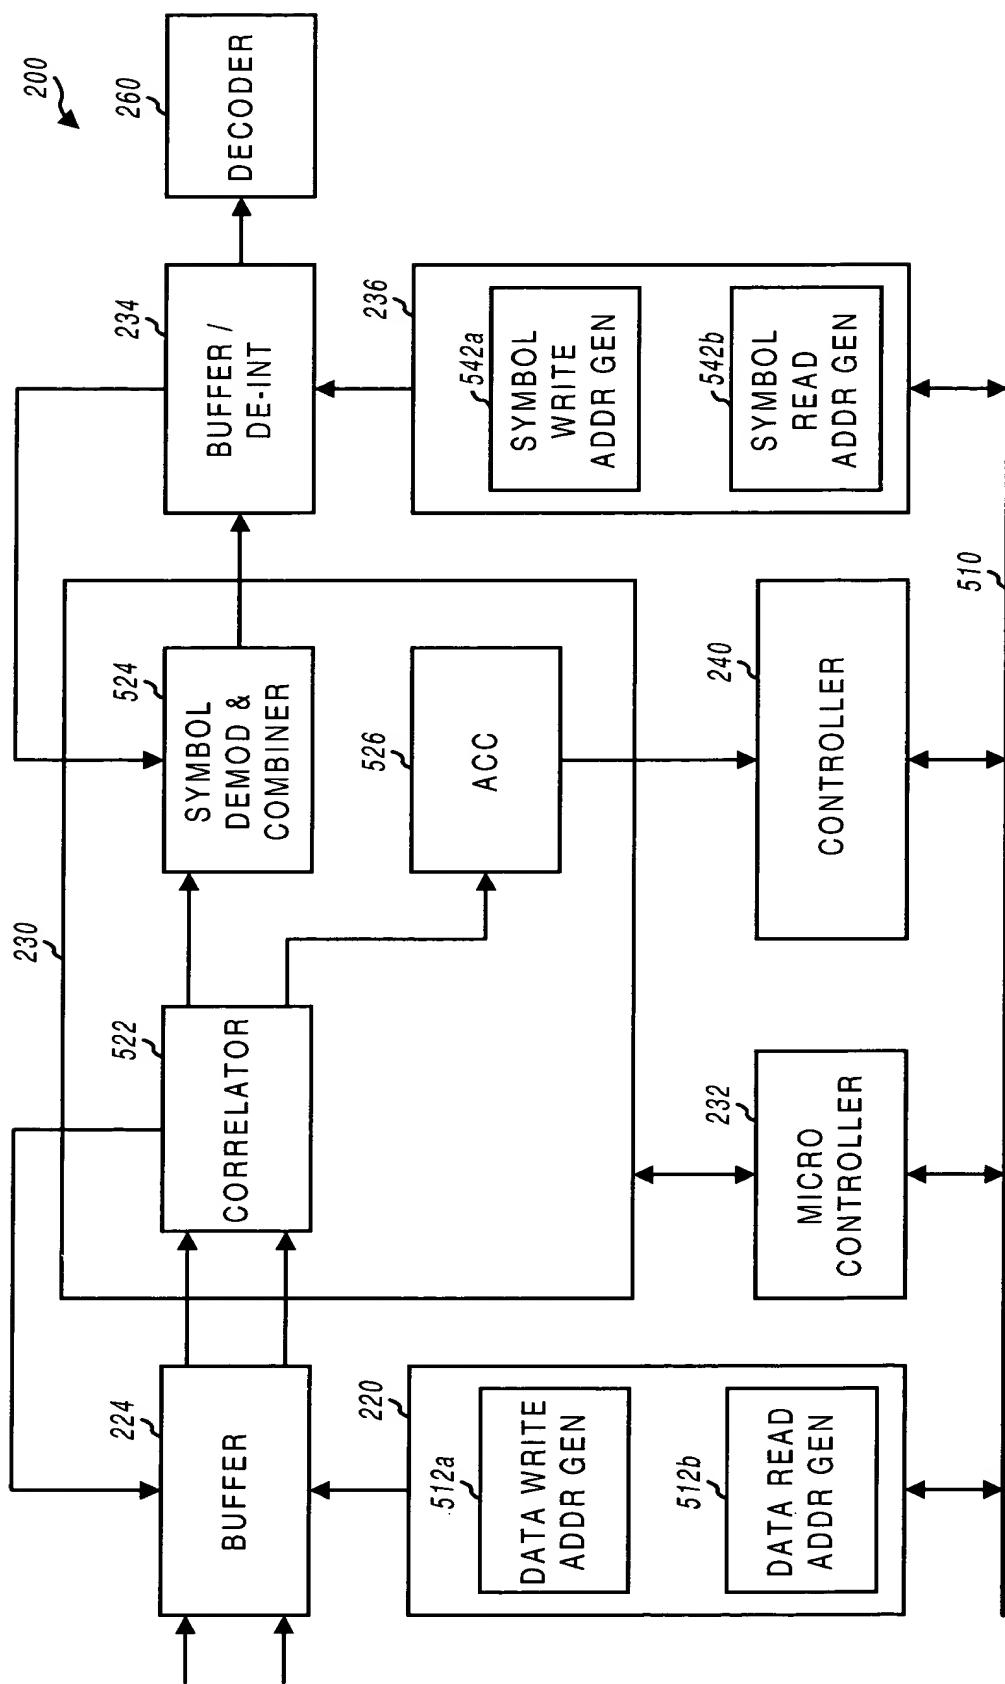 200
224
BUFFER
230
522
CORRELATOR
524
SYMBOL
DEMOD &
COMBINER
234
BUFFER /
DE-INT
260
DECODER
526
ACC
220
512a
DATA WRITE
ADDR GEN
512b
DATA READ
ADDR GEN
232
MICRO
CONTROLLER
240
CONTROLLER
236
542a
SYMBOL
WRITE
ADDR GEN
542b
SYMBOL
READ
ADDR GEN
510